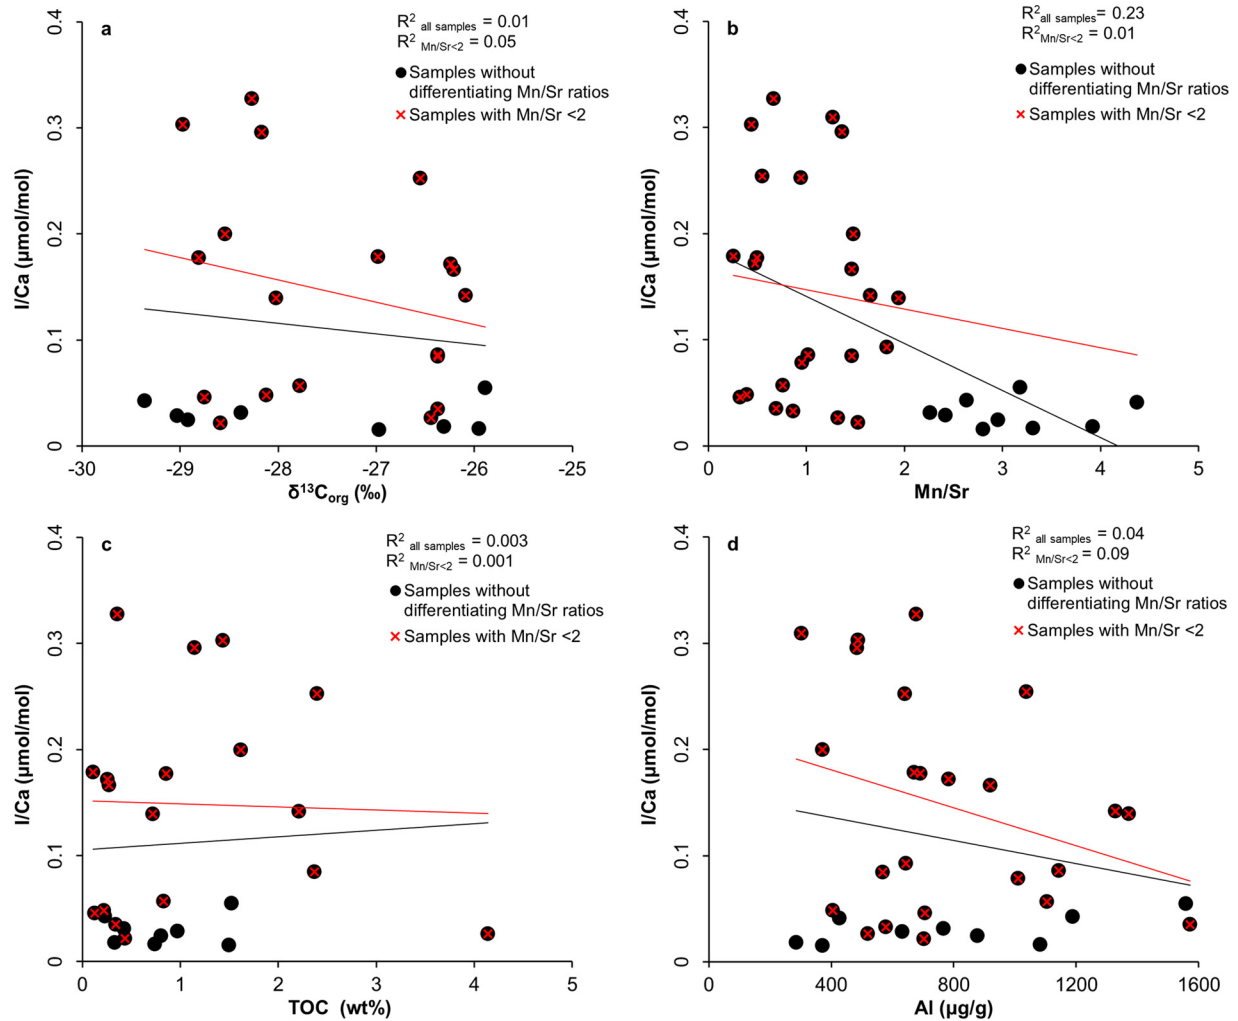 a
R² all samples = 0.01
R² Mn/Sr<2 = 0.05
Samples without
differentiating Mn/Sr ratios
Samples with Mn/Sr <2
I/Ca (μmol/mol)
0.4
0.3
0.2
0.1
0
-30 -29 -28 -27 -26 -25
δ¹³Corg (‰)
b
R² all samples = 0.23
R² Mn/Sr<2 = 0.01
Samples without
differentiating Mn/Sr ratios
Samples with Mn/Sr <2
I/Ca (μmol/mol)
0.4
0.3
0.2
0.1
0
0 1 2 3 4 5
Mn/Sr
c
R² all samples = 0.003
R² Mn/Sr<2 = 0.001
Samples without
differentiating Mn/Sr ratios
Samples with Mn/Sr <2
I/Ca (μmol/mol)
0.4
0.3
0.2
0.1
0
0 1 2 3 4 5
TOC (wt%)
d
R² all samples = 0.04
R² Mn/Sr<2 = 0.09
Samples without
differentiating Mn/Sr ratios
Samples with Mn/Sr <2
I/Ca (μmol/mol)
0.4
0.3
0.2
0.1
0
0 400 800 1200 1600
Al (μg/g)